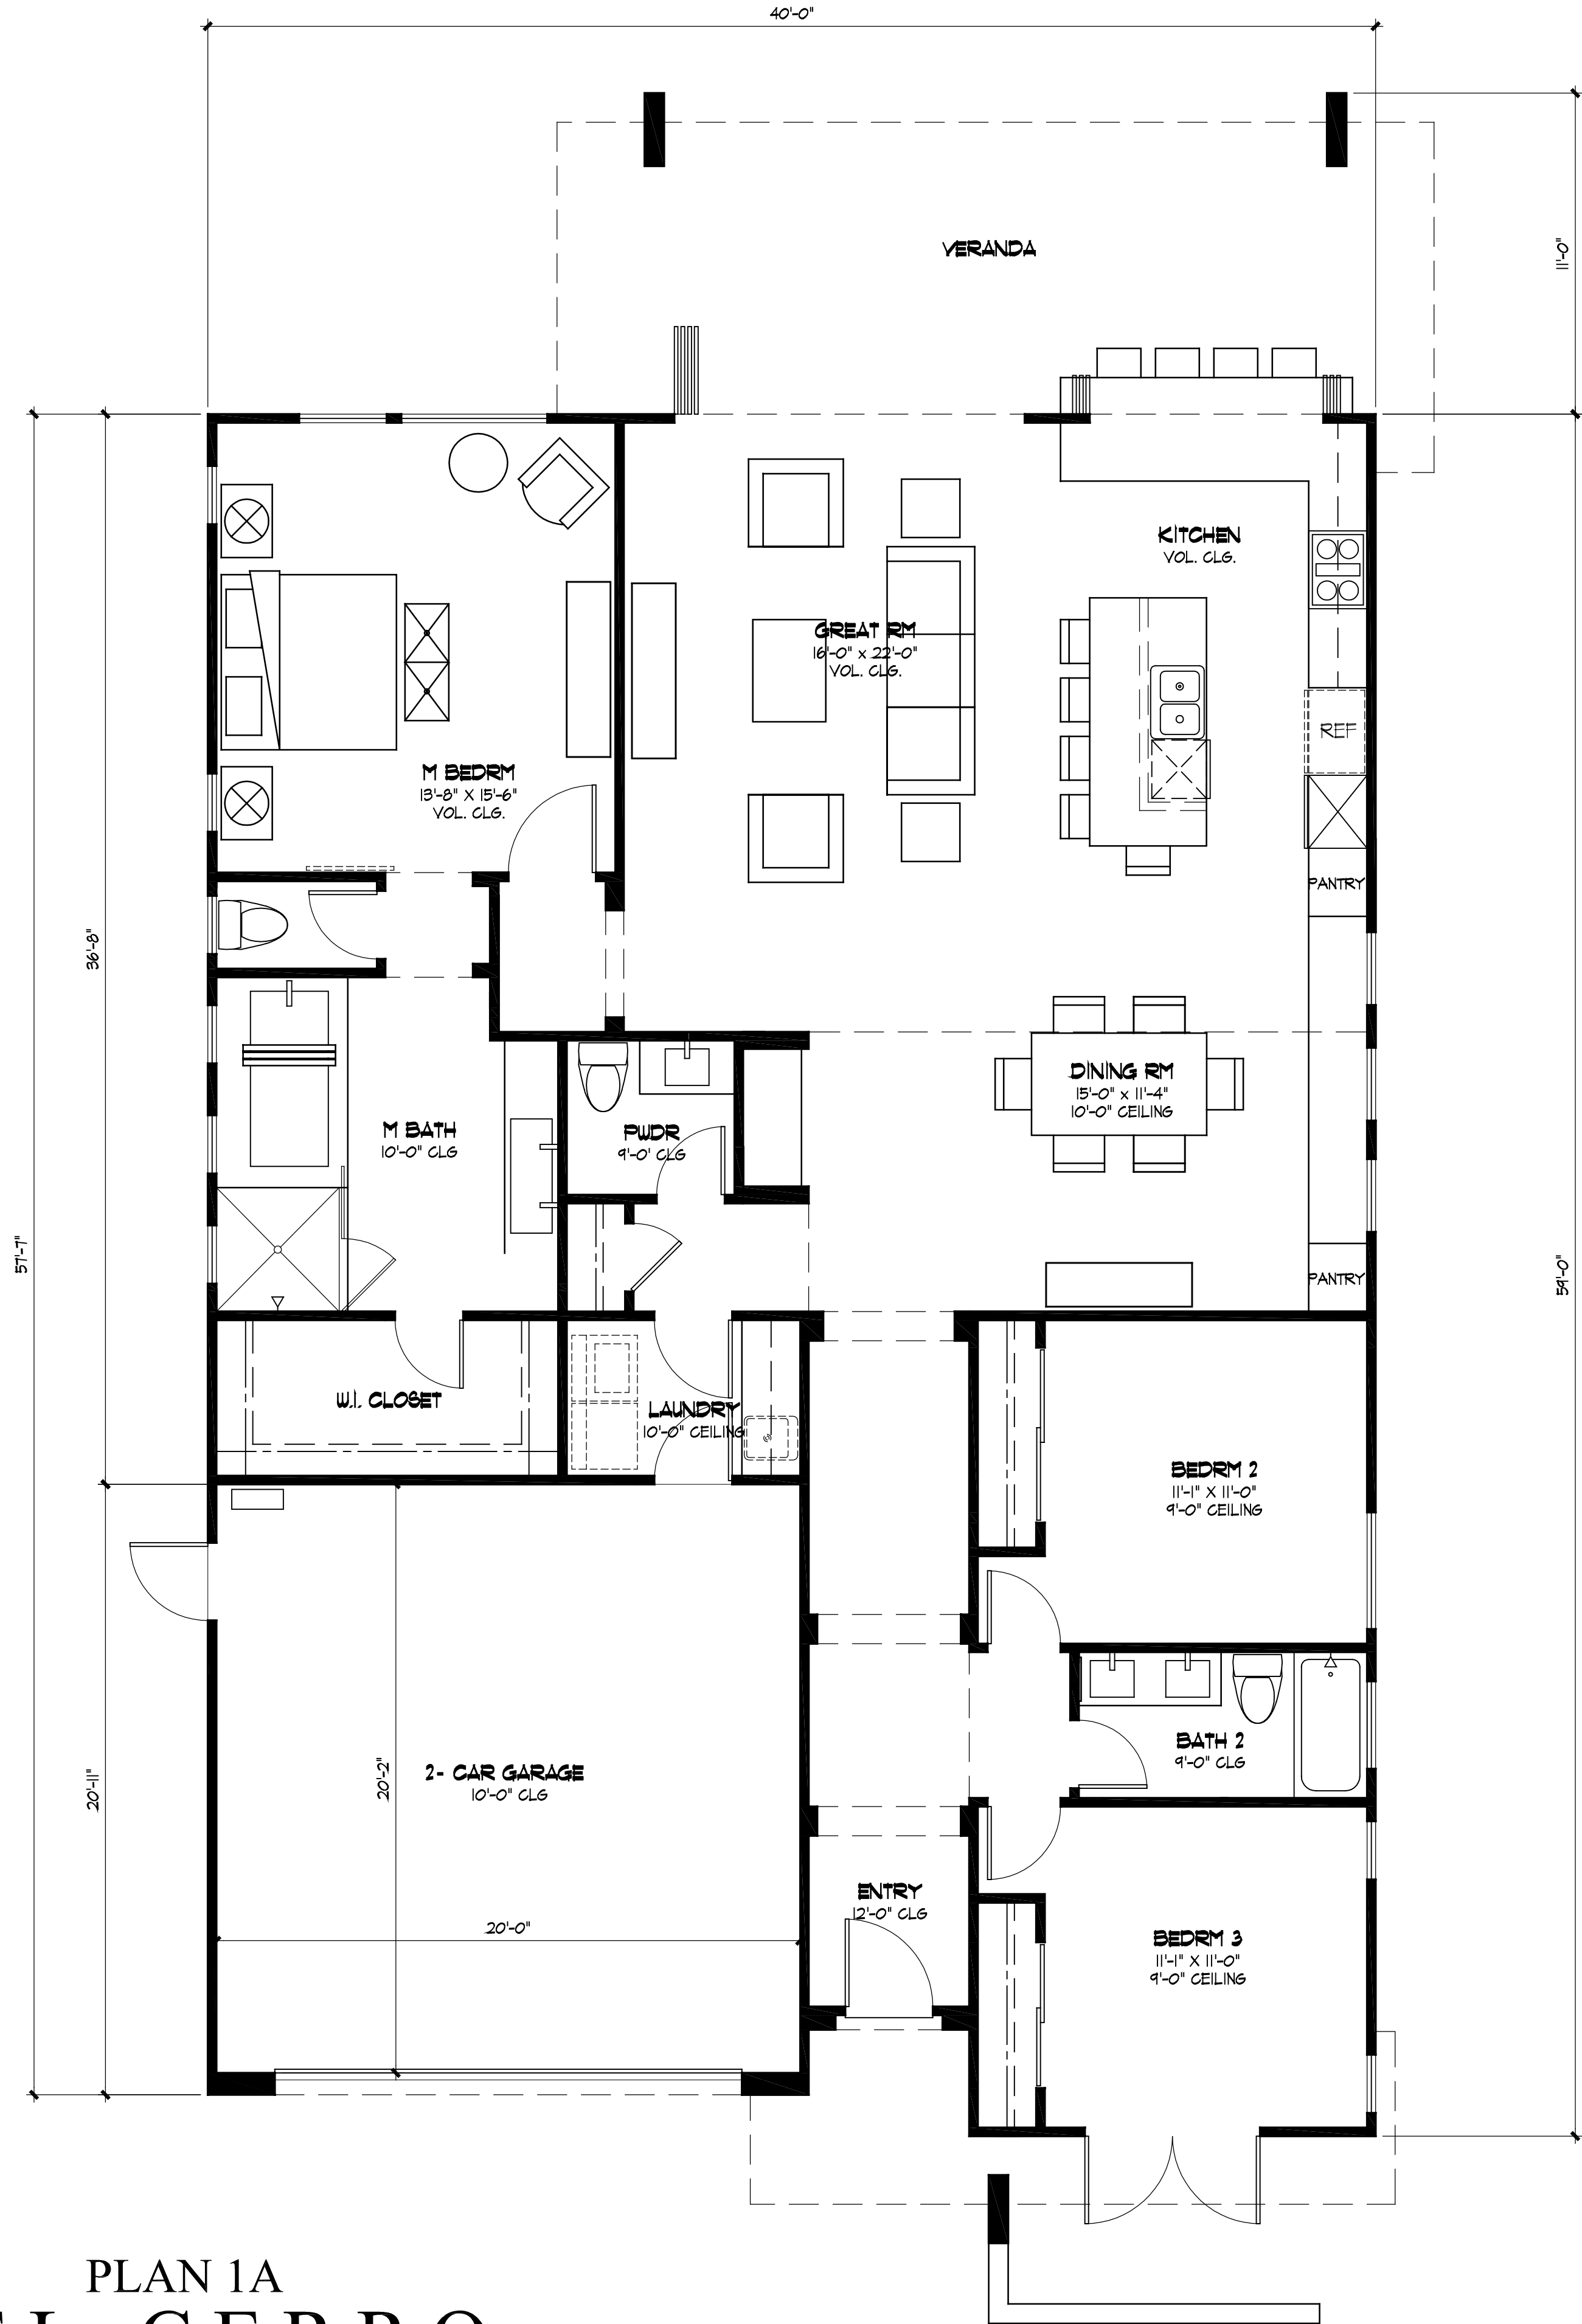 40'-0"
11'-0"
VERANDA
KITCHEN
VOL. CLG.
GREAT RM
16'-0" x 22'-0"
VOL. CLG.
REF
M BEDRM
13'-8" X 15'-6"
VOL. CLG.
PANTRY
36'-8"
DINING RM
15'-0" x 11'-4"
10'-0" CEILING
M BATH
10'-0" CLG
PWDR
9'-0' CLG
57'-7"
59'-0"
PANTRY
W.I. CLOSET
LAUNDRY
10'-0" CEILING
BEDRM 2
11'-1" X 11'-0"
9'-0" CEILING
BATH 2
9'-0" CLG
2- CAR GARAGE
10'-0" CLG
20'-2"
20'-11"
ENTRY
12'-0" CLG
20'-0"
BEDRM 3
11'-1" X 11'-0"
9'-0" CEILING
PLAN 1A